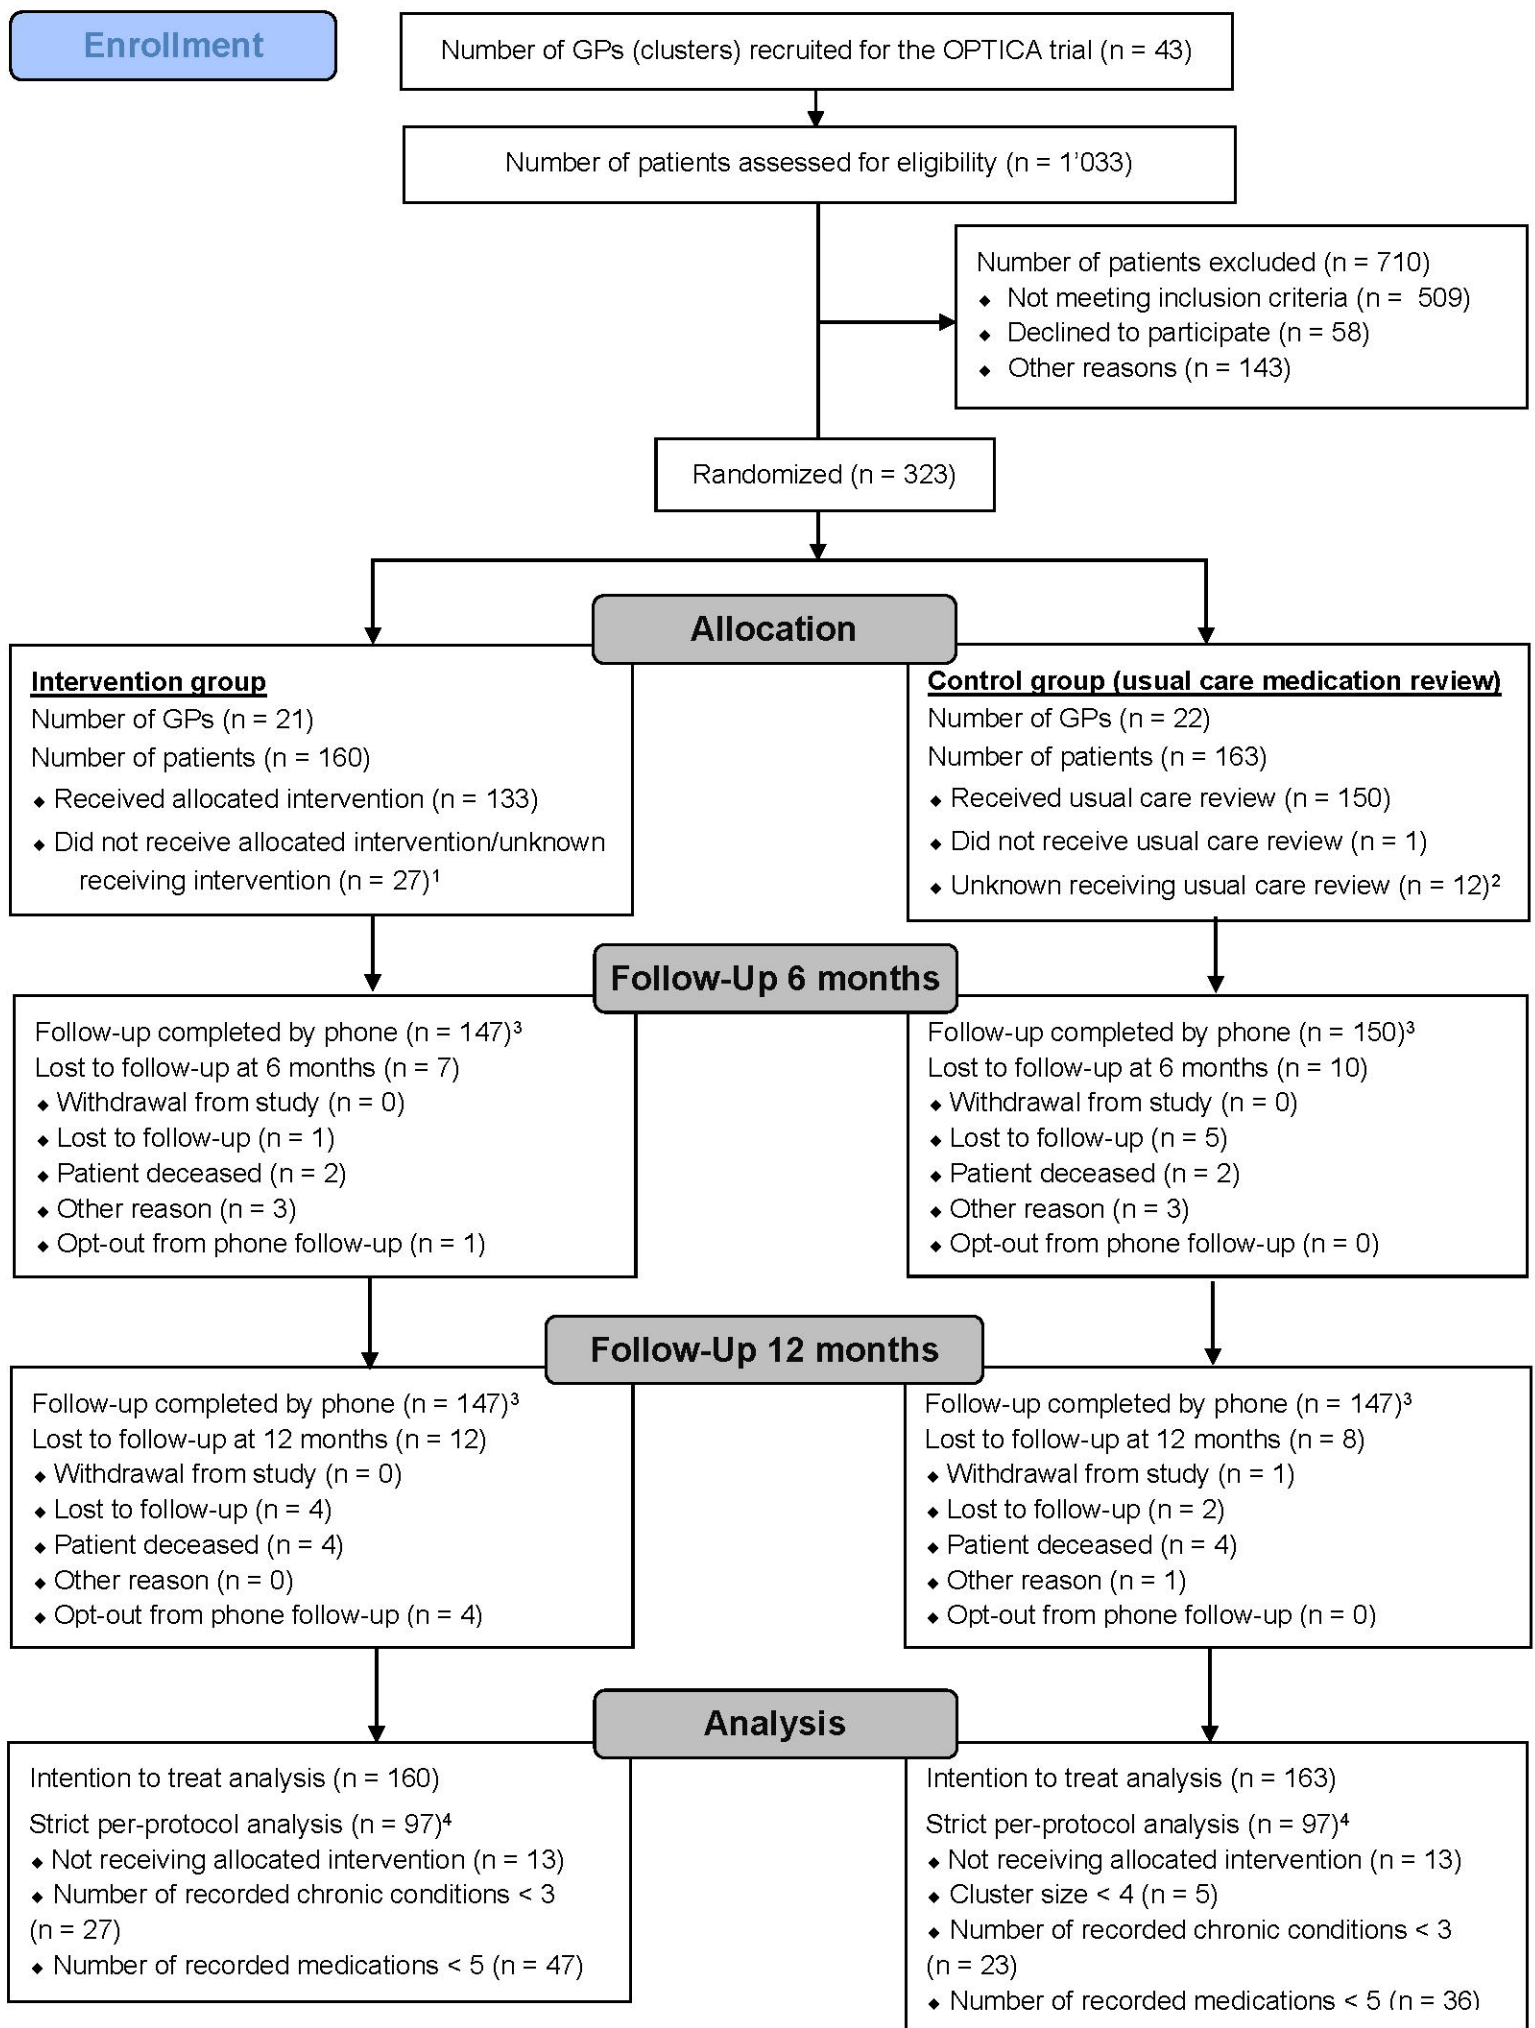 Enrollment
Number of GPs (clusters) recruited for the OPTICA trial (n = 43)
Number of patients assessed for eligibility (n = 1’033)
Number of patients excluded (n = 710)
⬥ Not meeting inclusion criteria (n = 509)
⬥ Declined to participate (n = 58)
⬥ Other reasons (n = 143)
Randomized (n = 323)
Allocation
Intervention group
Number of GPs (n = 21)
Number of patients (n = 160)
⬥ Received allocated intervention (n = 133)
⬥ Did not receive allocated intervention/unknown
receiving intervention (n = 27)¹
Control group (usual care medication review)
Number of GPs (n = 22)
Number of patients (n = 163)
⬥ Received usual care review (n = 150)
⬥ Did not receive usual care review (n = 1)
⬥ Unknown receiving usual care review (n = 12)²
Follow-Up 6 months
Follow-up completed by phone (n = 147)³
Lost to follow-up at 6 months (n = 7)
⬥ Withdrawal from study (n = 0)
⬥ Lost to follow-up (n = 1)
⬥ Patient deceased (n = 2)
⬥ Other reason (n = 3)
⬥ Opt-out from phone follow-up (n = 1)
Follow-up completed by phone (n = 150)³
Lost to follow-up at 6 months (n = 10)
⬥ Withdrawal from study (n = 0)
⬥ Lost to follow-up (n = 5)
⬥ Patient deceased (n = 2)
⬥ Other reason (n = 3)
⬥ Opt-out from phone follow-up (n = 0)
Follow-Up 12 months
Follow-up completed by phone (n = 147)³
Lost to follow-up at 12 months (n = 12)
⬥ Withdrawal from study (n = 0)
⬥ Lost to follow-up (n = 4)
⬥ Patient deceased (n = 4)
⬥ Other reason (n = 0)
⬥ Opt-out from phone follow-up (n = 4)
Follow-up completed by phone (n = 147)³
Lost to follow-up at 12 months (n = 8)
⬥ Withdrawal from study (n = 1)
⬥ Lost to follow-up (n = 2)
⬥ Patient deceased (n = 4)
⬥ Other reason (n = 1)
⬥ Opt-out from phone follow-up (n = 0)
Analysis
Intention to treat analysis (n = 160)
Strict per-protocol analysis (n = 97)⁴
⬥ Not receiving allocated intervention (n = 13)
⬥ Number of recorded chronic conditions < 3
(n = 27)
⬥ Number of recorded medications < 5 (n = 47)
Intention to treat analysis (n = 163)
Strict per-protocol analysis (n = 97)⁴
⬥ Not receiving allocated intervention (n = 13)
⬥ Cluster size < 4 (n = 5)
⬥ Number of recorded chronic conditions < 3
(n = 23)
⬥ Number of recorded medications < 5 (n = 36)